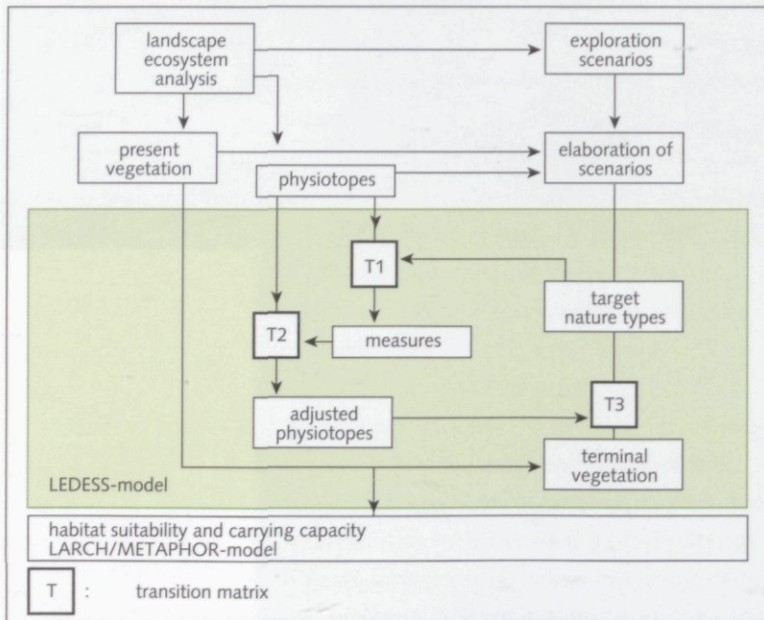 landscape
ecosystem
analysis
exploration
scenarios
present
vegetation
physiotopes
elaboration of
scenarios
T1
target
nature types
T2
measures
T3
adjusted
physiotopes
terminal
vegetation
LEDESS-model
habitat suitability and carrying capacity
LARCH/METAPHOR-model
T : transition matrix